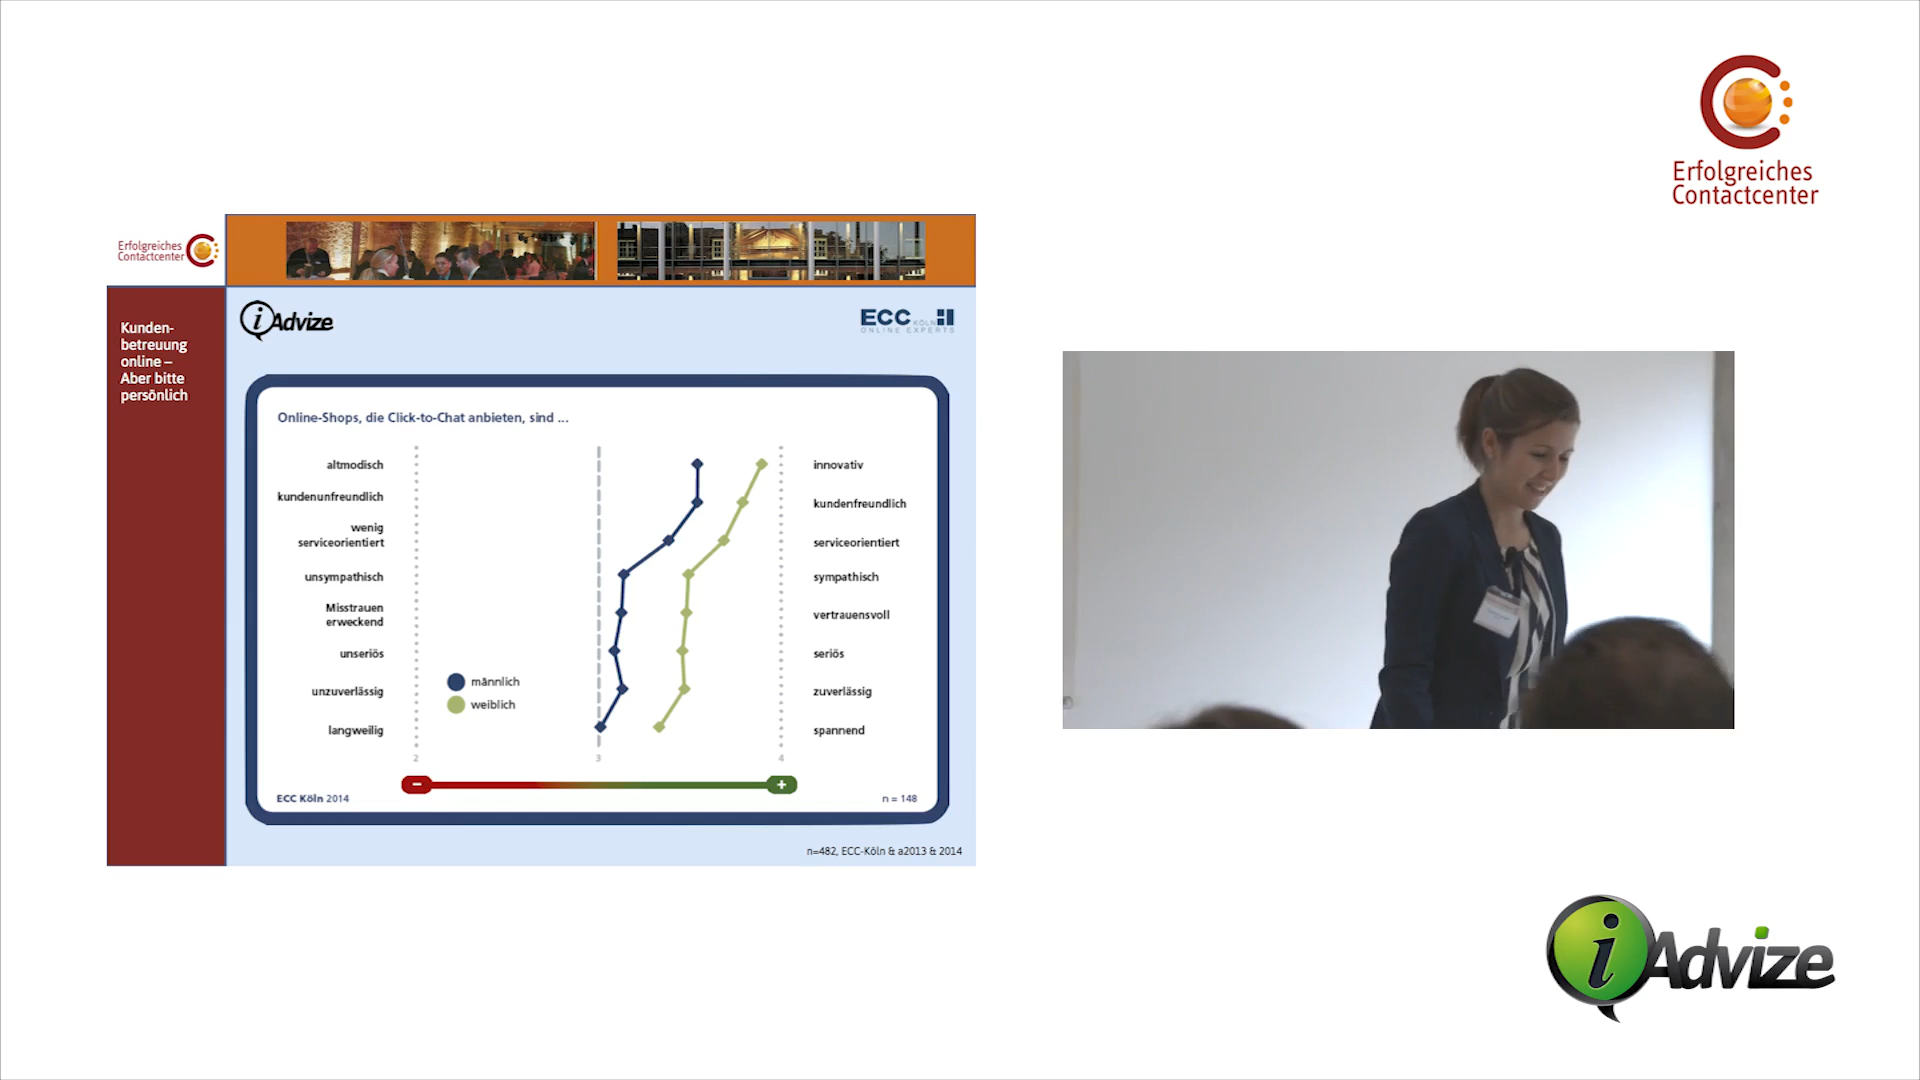 Erfolgreiches
Contactcenter
Erfolgreiches
Contactcenter
Kunden-
betreuung
online –
Aber bitte
persönlich
iAdvize
ECC KÖLN
ONLINE EXPERTS
Online-Shops, die Click-to-Chat anbieten, sind ...
altmodisch
innovativ
kundenunfreundlich
kundenfreundlich
wenig
serviceorientiert
serviceorientiert
unsympathisch
sympathisch
Misstrauen
erweckend
vertrauensvoll
unseriös
seriös
männlich
weiblich
unzuverlässig
zuverlässig
langweilig
spannend
2 3 4
– +
ECC Köln 2014
n = 148
n=482, ECC-Köln & a2013 & 2014
iAdvize